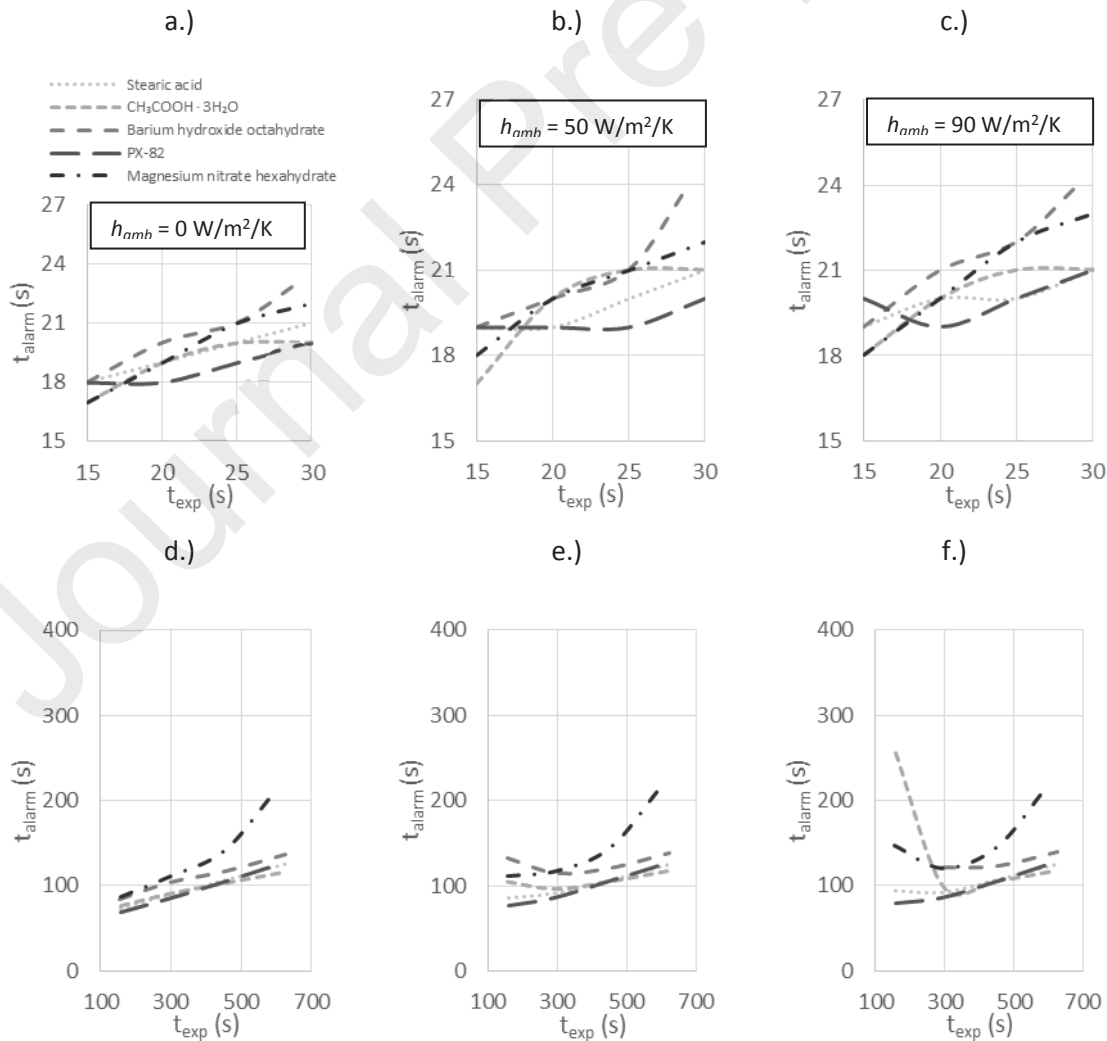 a.)
b.)
c.)
Stearic acid
CH₃COOH · 3H₂O
Barium hydroxide octahydrate
PX-82
Magnesium nitrate hexahydrate
h_amb = 0 W/m²/K
h_amb = 50 W/m²/K
h_amb = 90 W/m²/K
27
24
21
18
15
t_alarm (s)
15 20 25 30
t_exp (s)
27
24
21
18
15
t_alarm (s)
15 20 25 30
t_exp (s)
27
24
21
18
15
t_alarm (s)
15 20 25 30
t_exp (s)
d.)
e.)
f.)
400
300
200
100
0
t_alarm (s)
100 300 500 700
t_exp (s)
400
300
200
100
0
t_alarm (s)
100 300 500 700
t_exp (s)
400
300
200
100
0
t_alarm (s)
100 300 500 700
t_exp (s)
Journal Pre